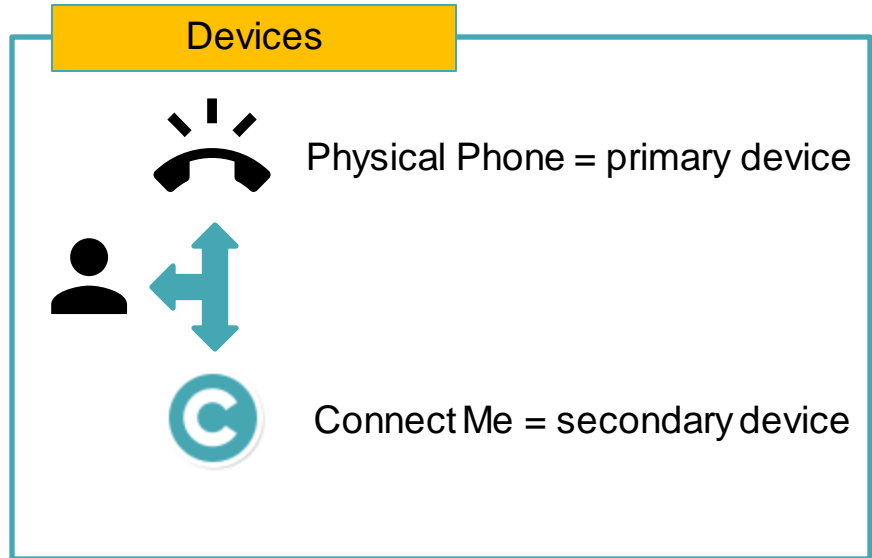 Devices
Physical Phone = primary device
Connect Me = secondary device